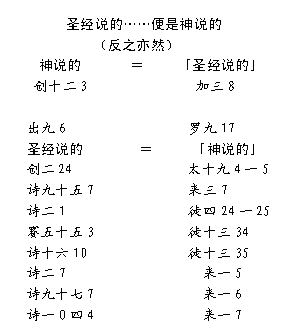 圣经说的……便是神说的
（反之亦然）
神说的 = 「圣经说的」
创十二3 加三8
出九6 罗九17
圣经说的 = 「神说的」
创二24 太十九4一5
诗九十五7 来三7
诗二1 徒四24一25
赛五十五3 徒十三34
诗十六10 徒十三35
诗二7 来一5
诗九十七7 来一6
诗一0四4 来一7